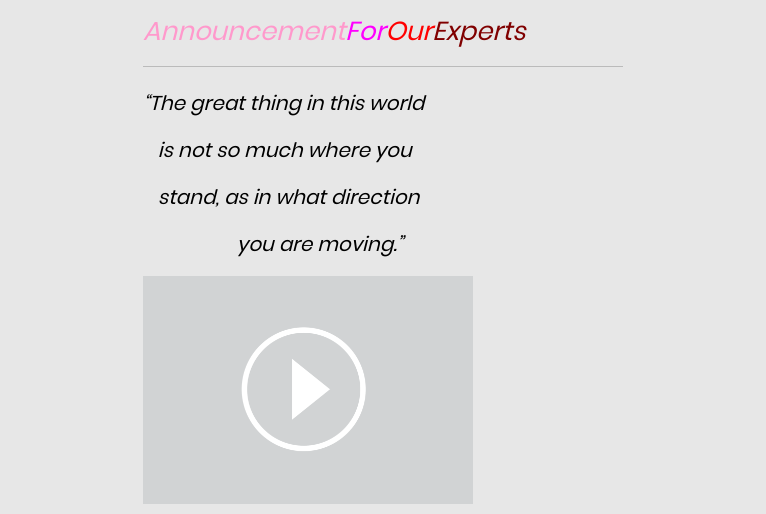 AnnouncementForOurExperts
“The great thing in this world
is not so much where you
stand, as in what direction
you are moving.”